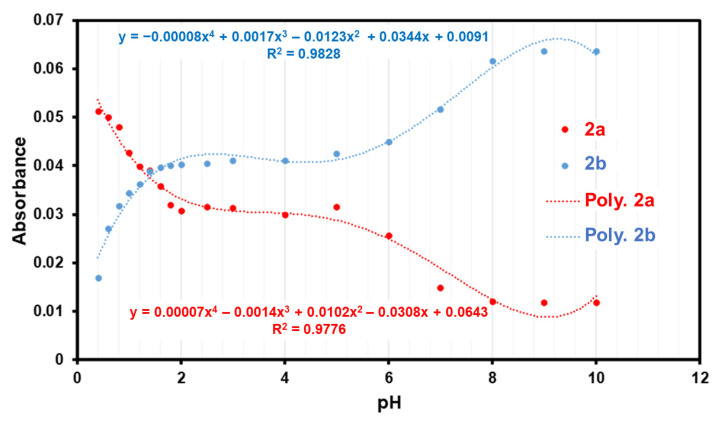 0.07
0.06
0.05
0.04
0.03
0.02
0.01
0
Absorbance
y = −0.00008x⁴ + 0.0017x³ − 0.0123x² + 0.0344x + 0.0091
R² = 0.9828
2a
2b
Poly. 2a
Poly. 2b
y = 0.00007x⁴ − 0.0014x³ + 0.0102x² − 0.0308x + 0.0643
R² = 0.9776
0 2 4 6 8 10 12
pH